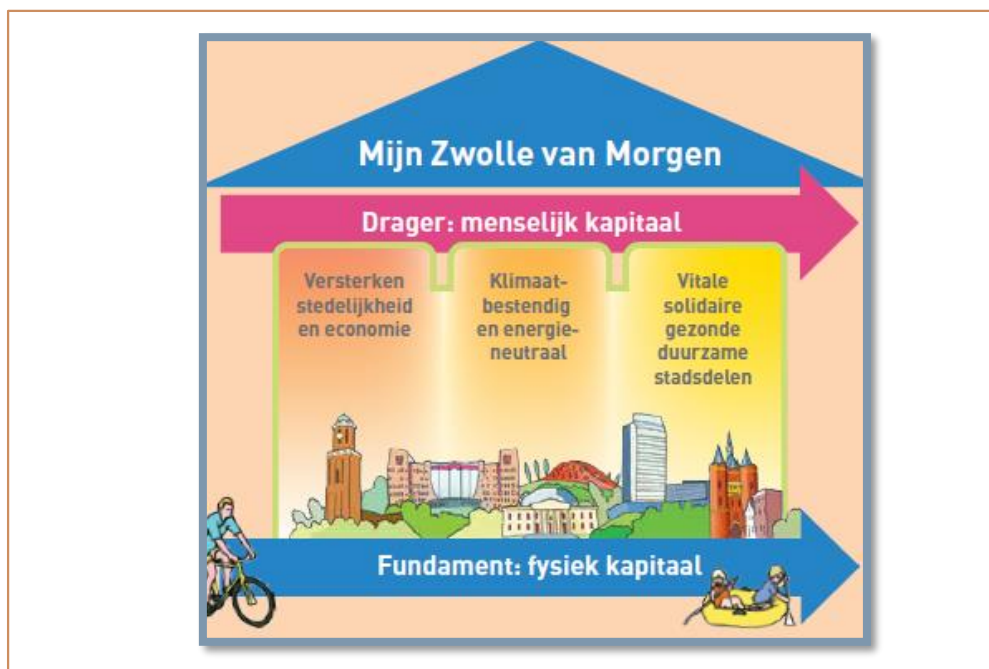 Mijn Zwolle van Morgen
Drager: menselijk kapitaal
Versterken
stedelijkheid
en economie
Klimaat-
bestendig
en energie-
neutraal
Vitale
solidaire
gezonde
duurzame
stadsdelen
Fundament: fysiek kapitaal